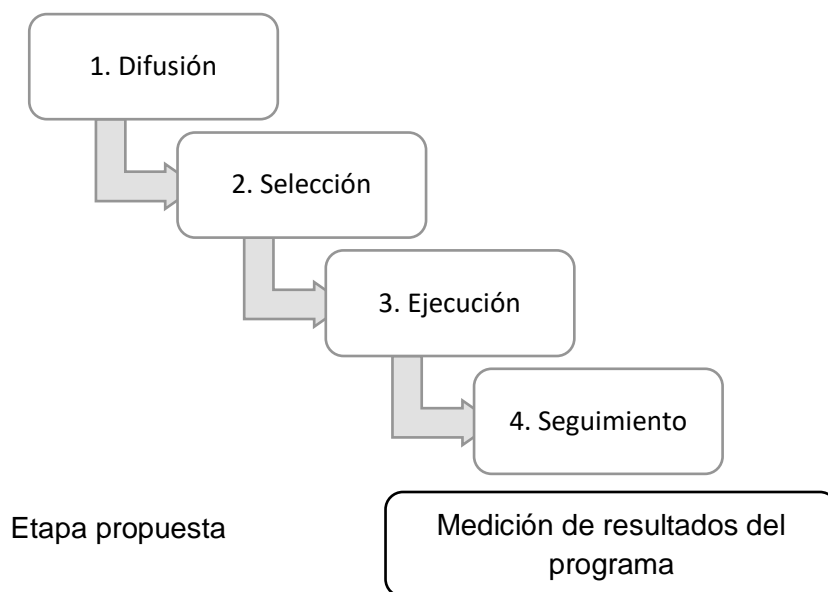 1. Difusión
2. Selección
3. Ejecución
4. Seguimiento
Etapa propuesta
Medición de resultados del
programa